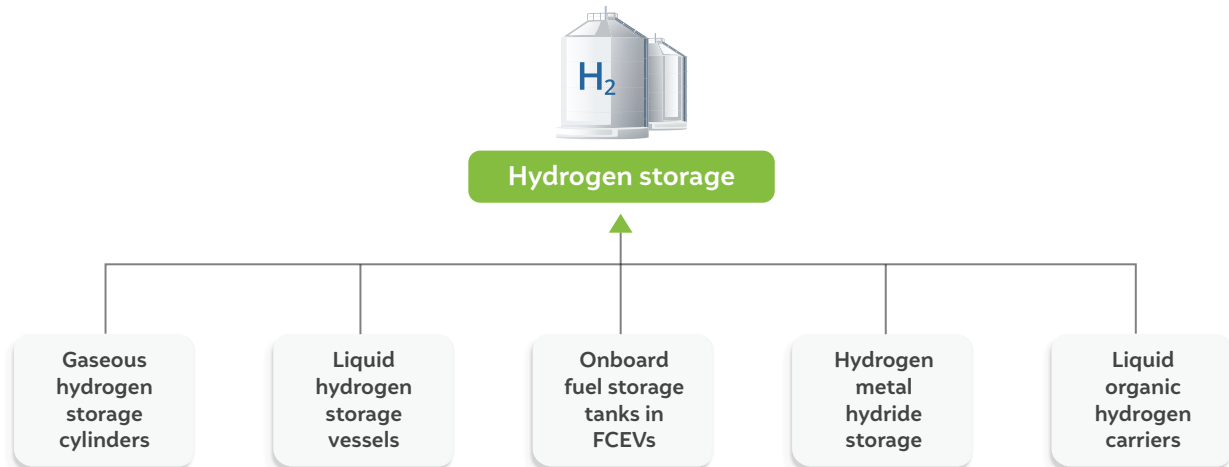 H₂
Hydrogen storage
Gaseous
hydrogen
storage
cylinders
Liquid
hydrogen
storage
vessels
Onboard
fuel storage
tanks in
FCEVs
Hydrogen
metal
hydride
storage
Liquid
organic
hydrogen
carriers